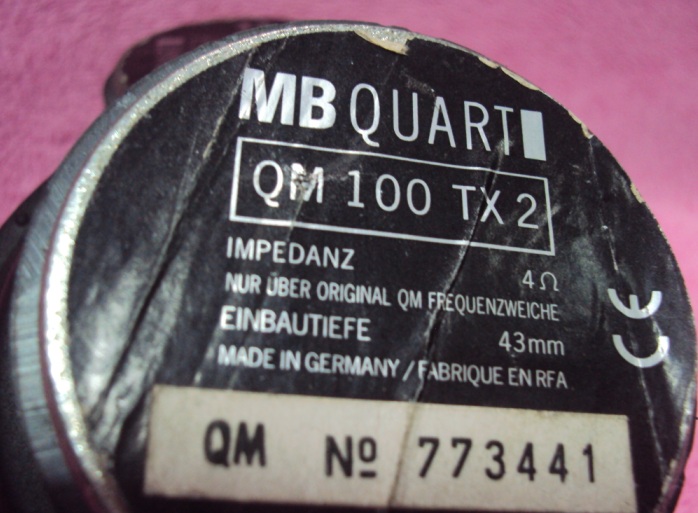 MB QUART
QM 100 TX 2
IMPEDANZ 4Ω
NUR ÜBER ORIGINAL QM FREQUENZWEICHE
EINBAUTIEFE 43mm
MADE IN GERMANY / FABRIQUE EN RFA
CE
QM Nº 773441